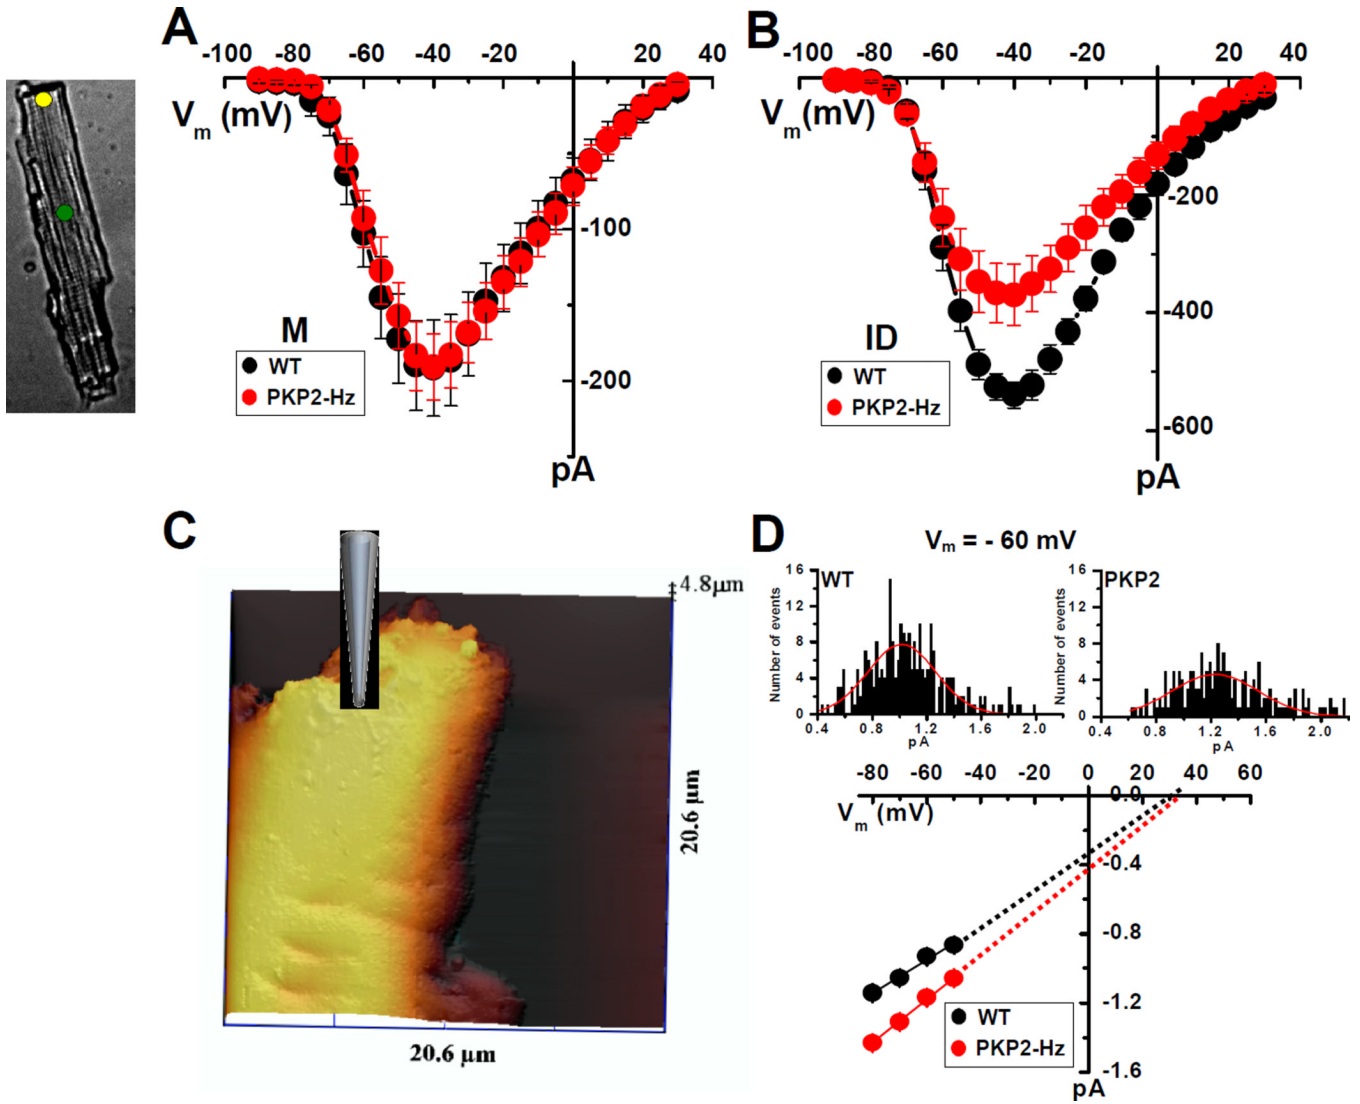 A
-100 -80 -60 -40 -20 0 20 40
Vm (mV)
-100
-200
M
WT
PKP2-Hz
pA
B
-100 -80 -60 -40 -20 0 20 40
Vm (mV)
-200
-400
-600
ID
WT
PKP2-Hz
pA
C
4.8μm
20.6 μm
20.6 μm
D
Vm = - 60 mV
WT
Number of events
16
12
8
4
0
0.4 0.8 1.2 1.6 2.0
pA
PKP2
Number of events
16
12
8
4
0
0.4 0.8 1.2 1.6 2.0
pA
-80 -60 -40 -20 0 20 40 60
Vm (mV)
0.0
-0.4
-0.8
-1.2
-1.6
WT
PKP2-Hz
pA